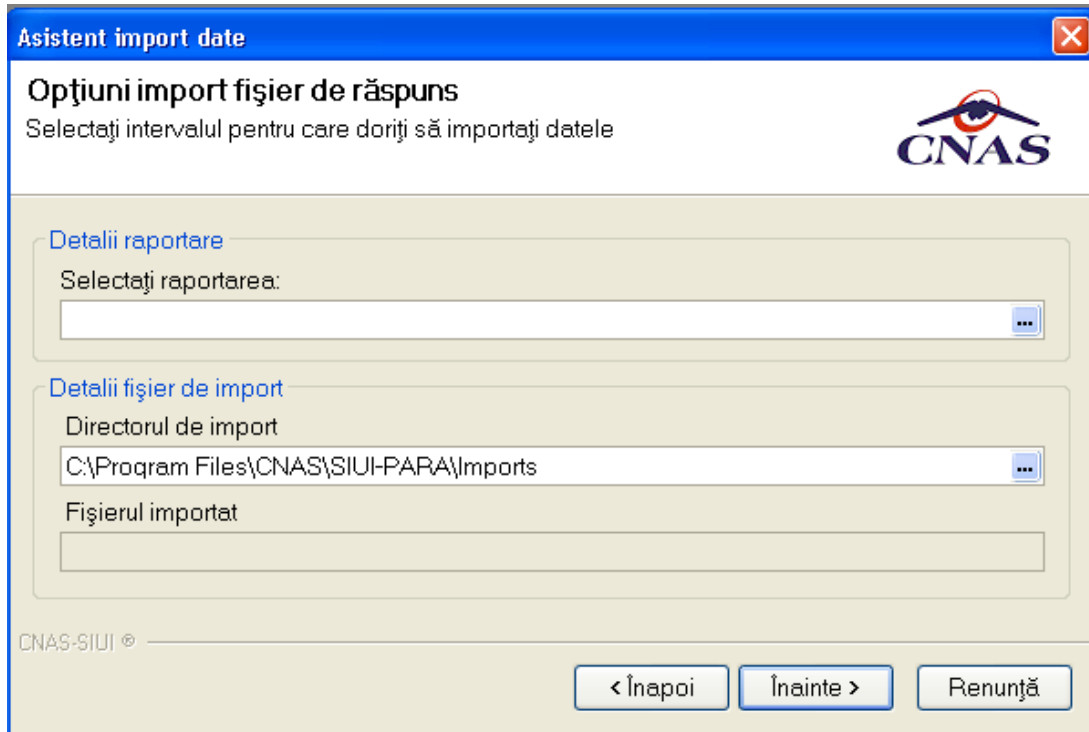 Asistent import date
Opţiuni import fişier de răspuns
Selectaţi intervalul pentru care doriţi să importaţi datele
CNAS
Detalii raportare
Selectaţi raportarea:
...
Detalii fişier de import
Directorul de import
C:\Program Files\CNAS\SIUI-PARA\Imports
...
Fişierul importat
CNAS-SIUI ®
< Înapoi
Înainte >
Renunţă